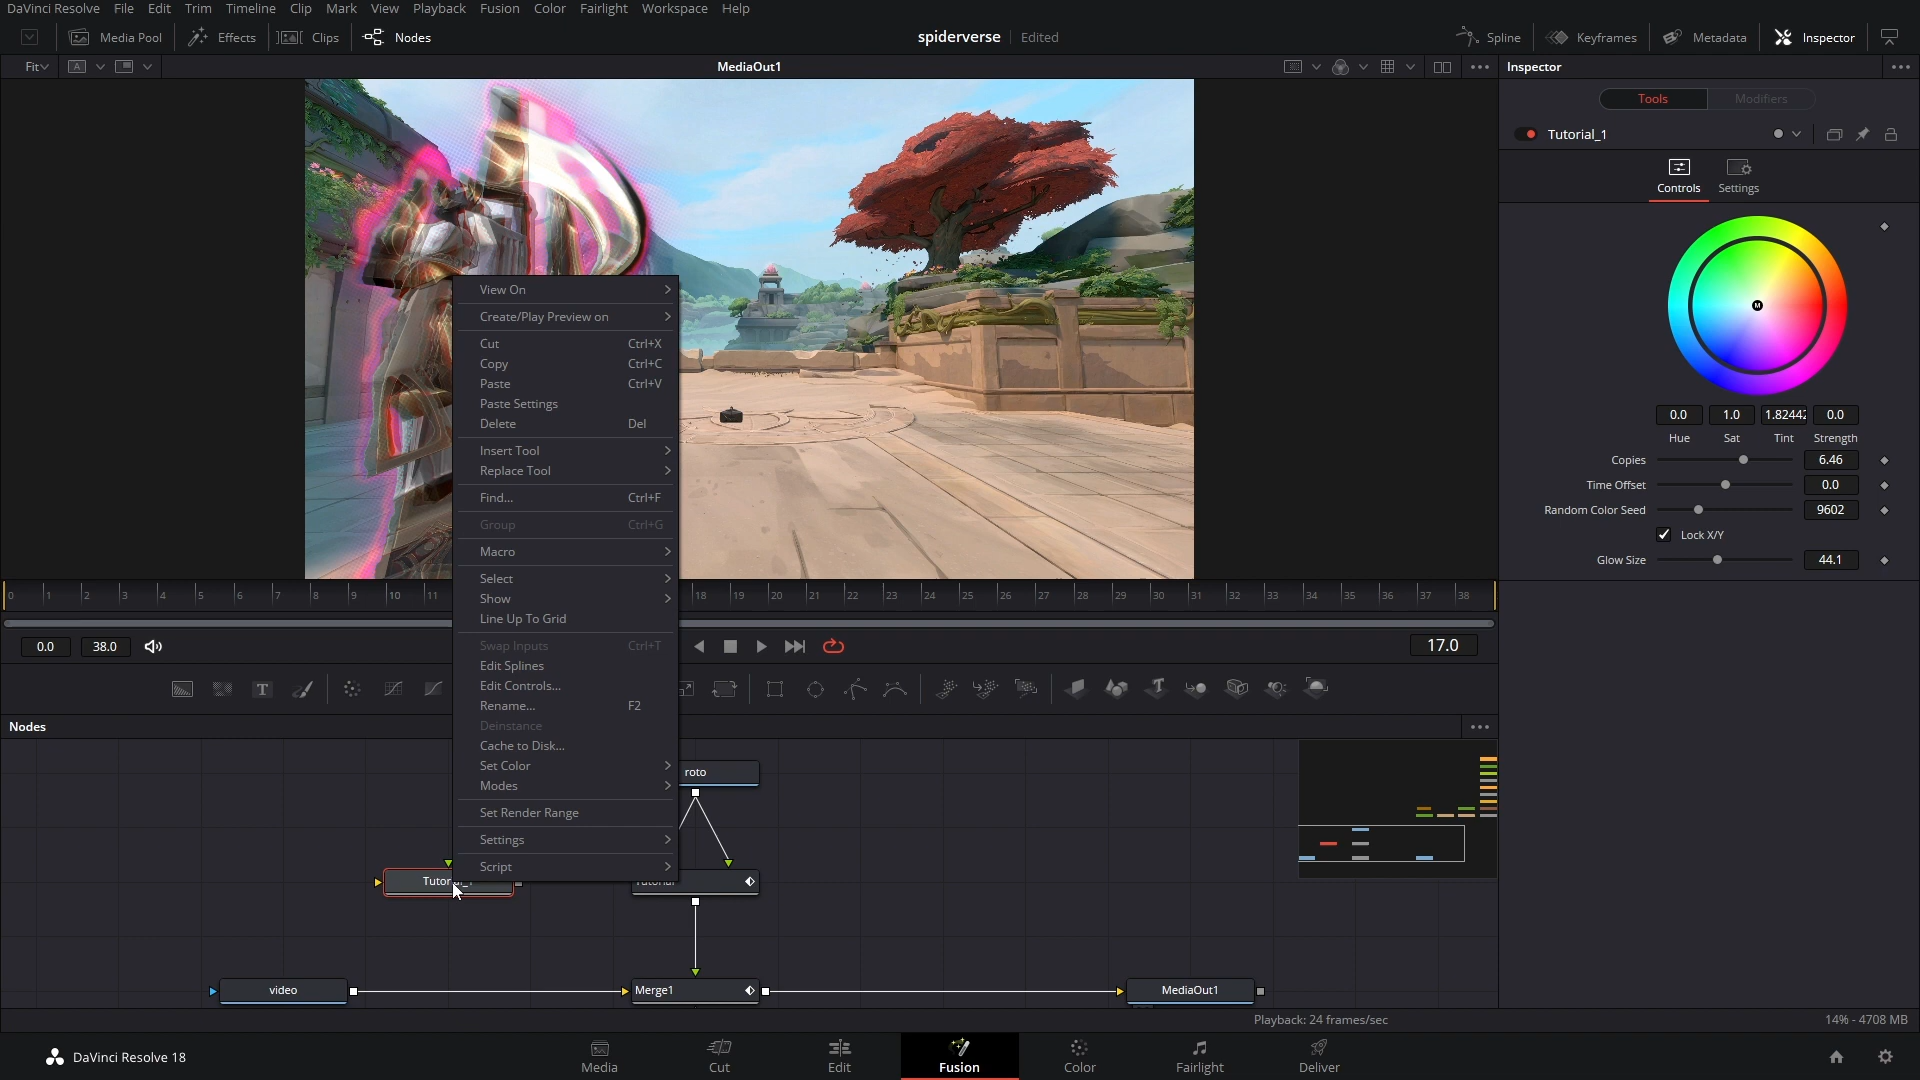 DaVinci Resolve File Edit Trim Timeline Clip Mark View Playback Fusion Color Fairlight Workspace Help
Media Pool Effects Clips Nodes spiderverse Edited Spline Keyframes Metadata Inspector
Fit A MediaOut1 Inspector
Tools Modifiers
Tutorial_1
Controls Settings
M
0.0 1.0 1.82442 0.0
Hue Sat Tint Strength
Copies 6.46
Time Offset 0.0
Random Color Seed 9602
Lock X/Y
Glow Size 44.1
View On
Create/Play Preview on
Cut Ctrl+X
Copy Ctrl+C
Paste Ctrl+V
Paste Settings
Delete Del
Insert Tool
Replace Tool
Find... Ctrl+F
Group Ctrl+G
Macro
Select
Show
Line Up To Grid
Swap Inputs Ctrl+T
Edit Splines
Edit Controls...
Rename... F2
Deinstance
Cache to Disk...
Set Color
Modes
Set Render Range
Settings
Script
0 1 2 3 4 5 6 7 8 9 10 11 18 19 20 21 22 23 24 25 26 27 28 29 30 31 32 33 34 35 36 37 38
0.0 38.0 17.0
T T
Nodes
roto
Tutorial
video Merge1 MediaOut1
Playback: 24 frames/sec 14% - 4708 MB
DaVinci Resolve 18 Media Cut Edit Fusion Color Fairlight Deliver